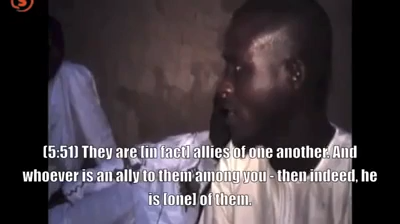 (5:51) They are [in fact] allies of one another. And
whoever is an ally to them among you - then indeed, he
is [one] of them.